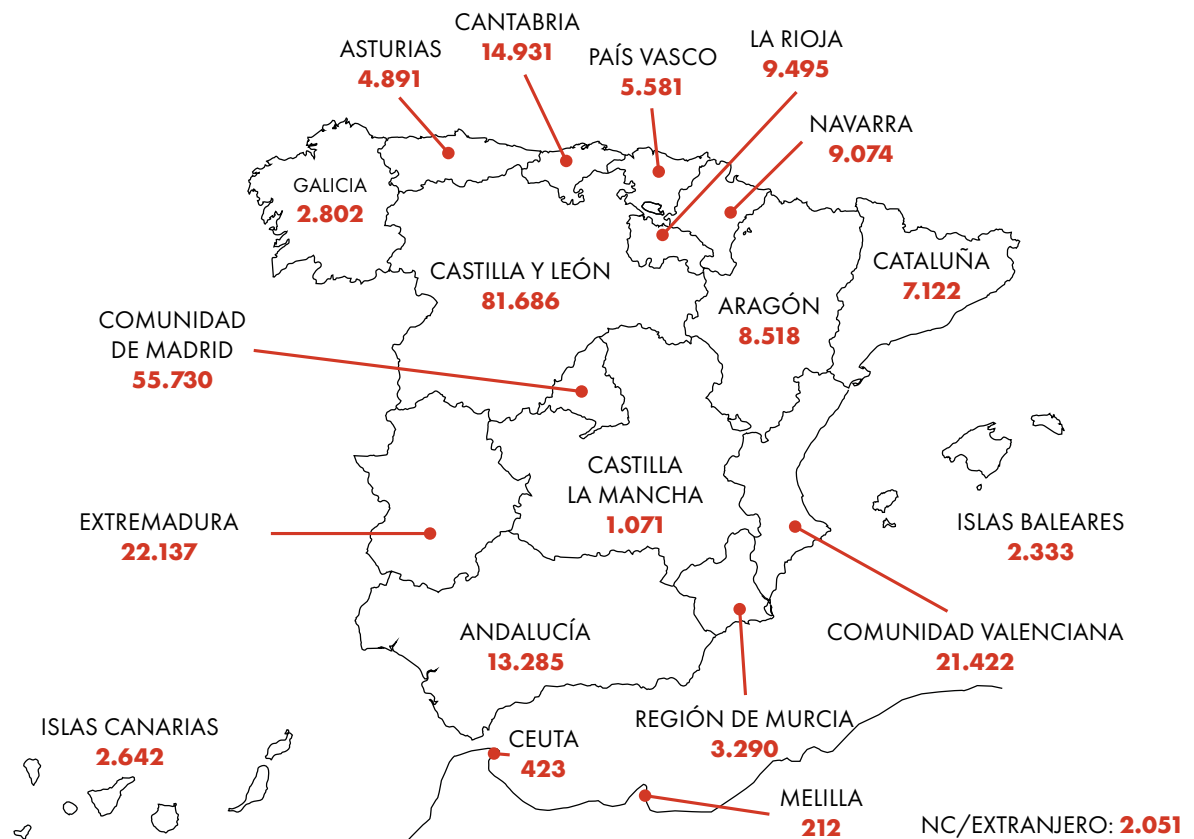 CANTABRIA
14.931
ASTURIAS
4.891
PAÍS VASCO
5.581
LA RIOJA
9.495
NAVARRA
9.074
GALICIA
2.802
CASTILLA Y LEÓN
81.686
CATALUÑA
7.122
ARAGÓN
8.518
COMUNIDAD
DE MADRID
55.730
CASTILLA
LA MANCHA
1.071
EXTREMADURA
22.137
ISLAS BALEARES
2.333
ANDALUCÍA
13.285
COMUNIDAD VALENCIANA
21.422
REGIÓN DE MURCIA
3.290
ISLAS CANARIAS
2.642
CEUTA
423
MELILLA
212
NC/EXTRANJERO: 2.051